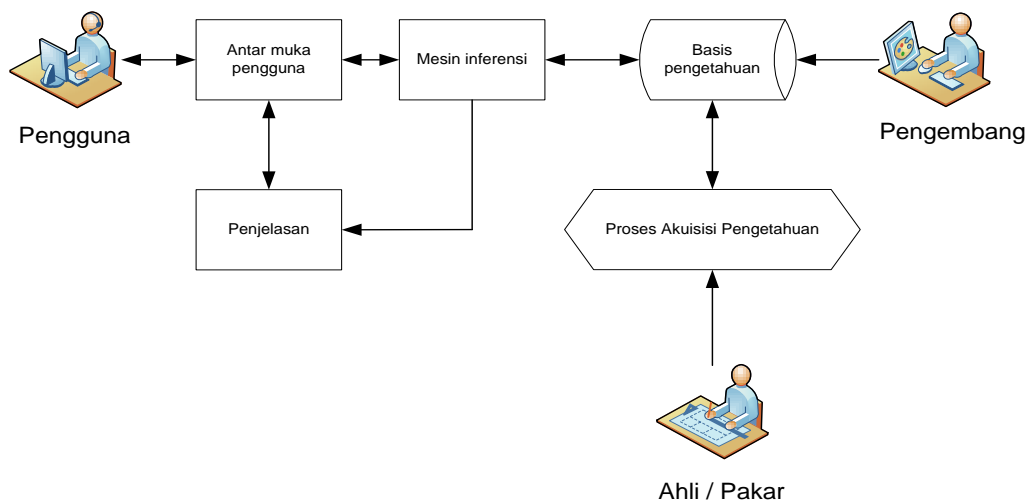 Antar muka
pengguna
Mesin inferensi
Basis
pengetahuan
Pengguna
Pengembang
Penjelasan
Proses Akuisisi Pengetahuan
Ahli / Pakar